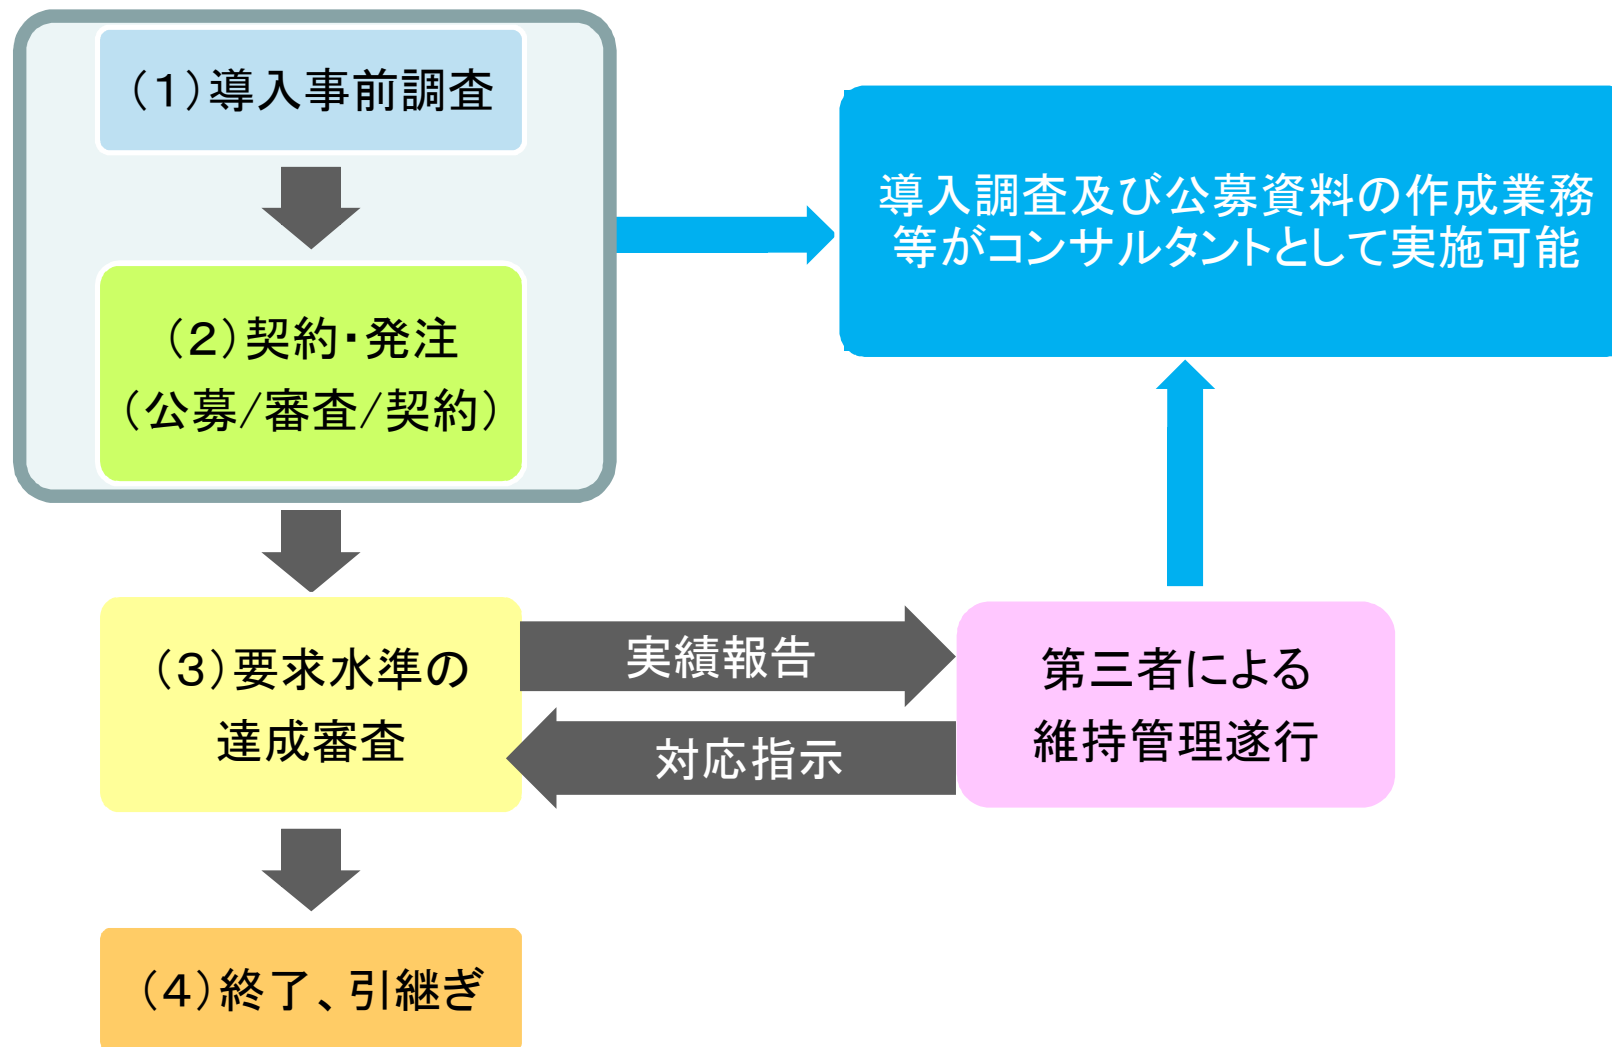 （１）導入事前調査
導入調査及び公募資料の作成業務
等がコンサルタントとして実施可能
（２）契約・発注
（公募/審査/契約）
（３）要求水準の
達成審査
実績報告
対応指示
第三者による
維持管理遂行
（４）終了、引継ぎ